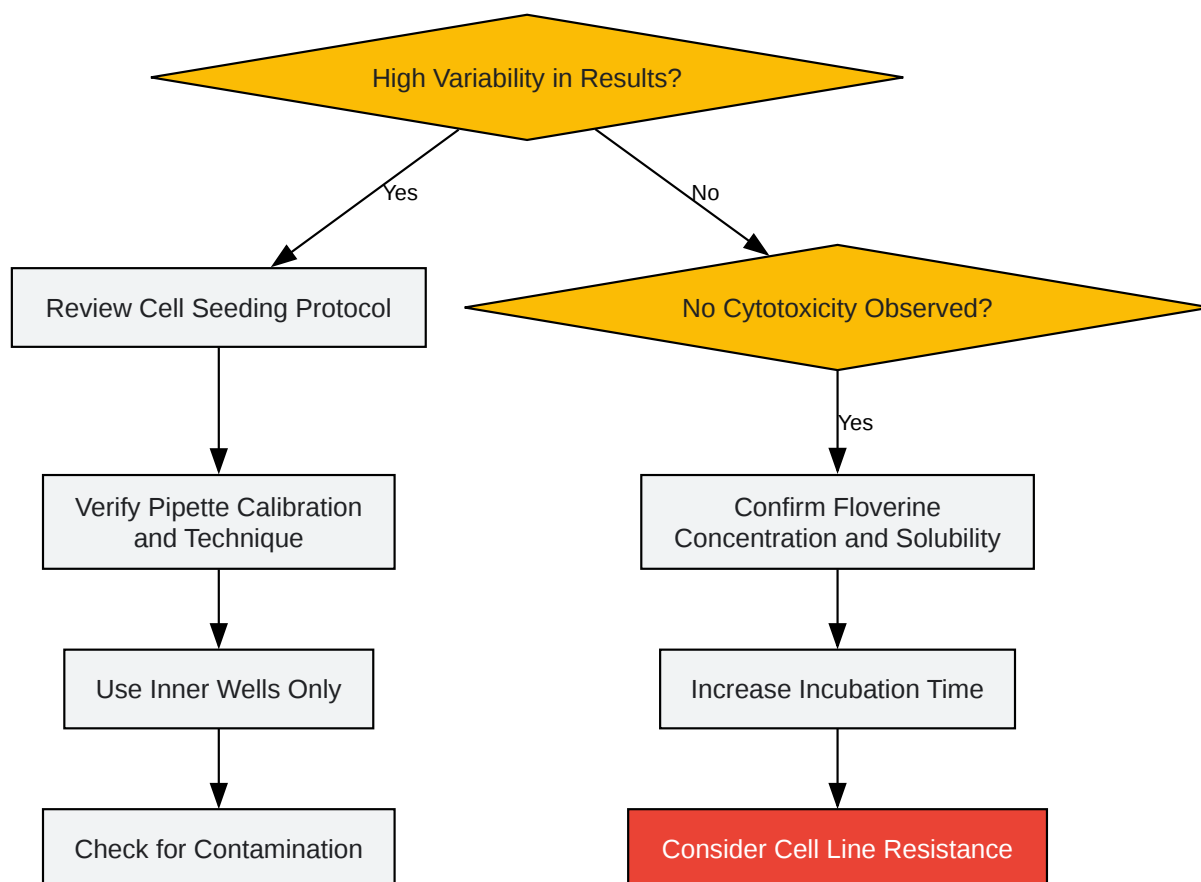 High Variability in Results?
Yes
No
Review Cell Seeding Protocol
No Cytotoxicity Observed?
Yes
Verify Pipette Calibration
and Technique
Confirm Floverine
Concentration and Solubility
Use Inner Wells Only
Increase Incubation Time
Check for Contamination
Consider Cell Line Resistance